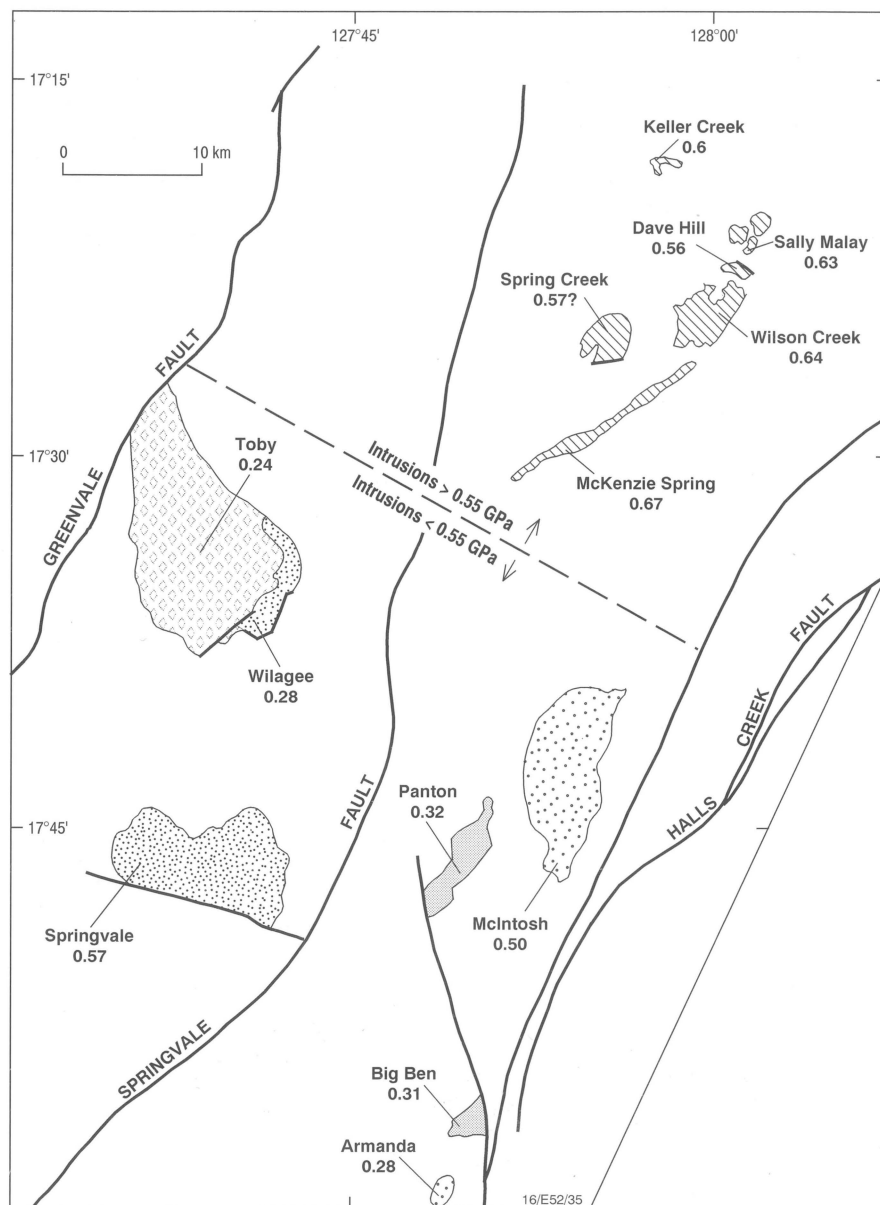 127°45'
128°00'
17°15'
0
10 km
Keller Creek
0.6
Dave Hill
0.56
Sally Malay
0.63
Spring Creek
0.57?
Wilson Creek
0.64
FAULT
GREENVALE
17°30'
Toby
0.24
Intrusions > 0.55 GPa
Intrusions < 0.55 GPa
McKenzie Spring
0.67
Wilagee
0.28
FAULT
CREEK
HALLS
FAULT
Panton
0.32
17°45'
McIntosh
0.50
Springvale
0.57
SPRINGVALE
Big Ben
0.31
Armanda
0.28
16/E52/35